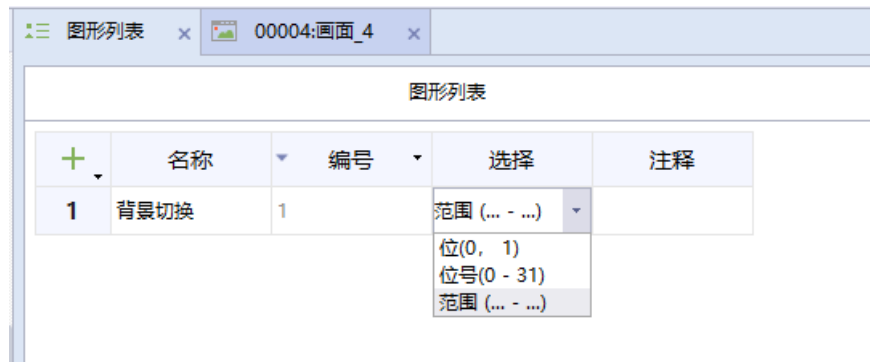 图形列表 × 00004:画面_4 ×
图形列表
名称 编号 选择 注释
1 背景切换 1 范围 (... - ...)
位(0, 1)
位号(0 - 31)
范围 (... - ...)